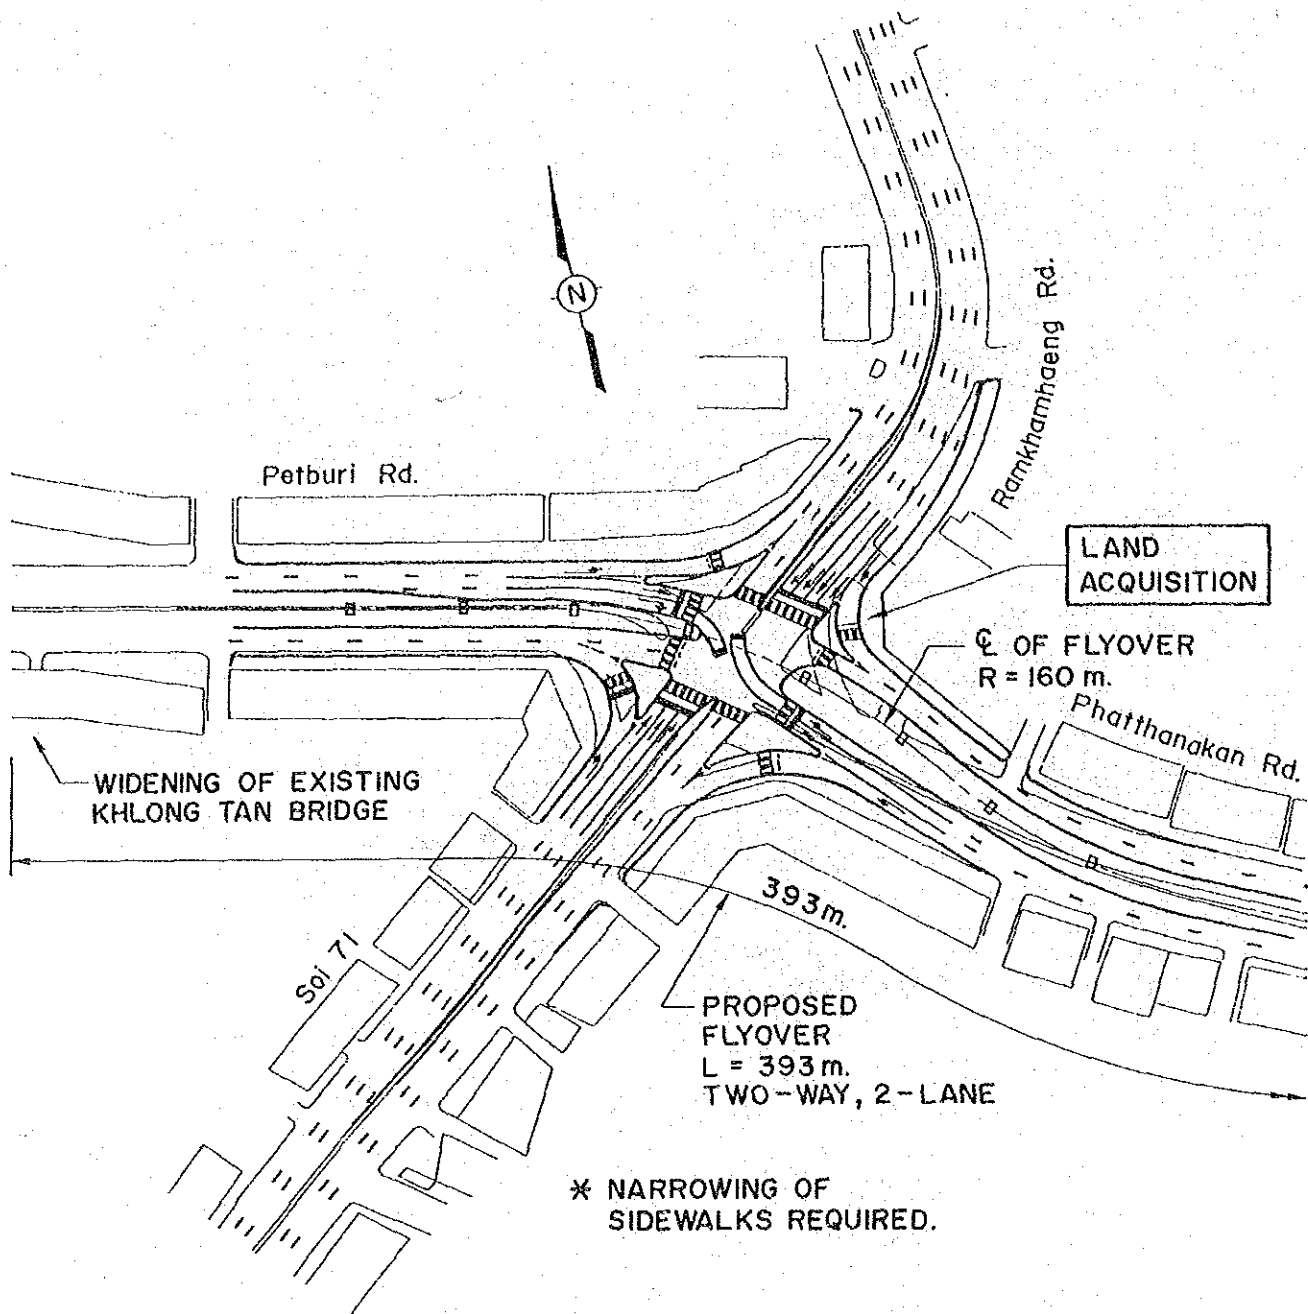 N
Petburi Rd.
Ramkhamhaeng Rd.
LAND
ACQUISITION
℄ OF FLYOVER
R = 160 m.
Phatthanakan Rd.
WIDENING OF EXISTING
KHLONG TAN BRIDGE
393 m.
Soi 71
PROPOSED
FLYOVER
L = 393 m.
TWO-WAY, 2-LANE
* NARROWING OF
SIDEWALKS REQUIRED.